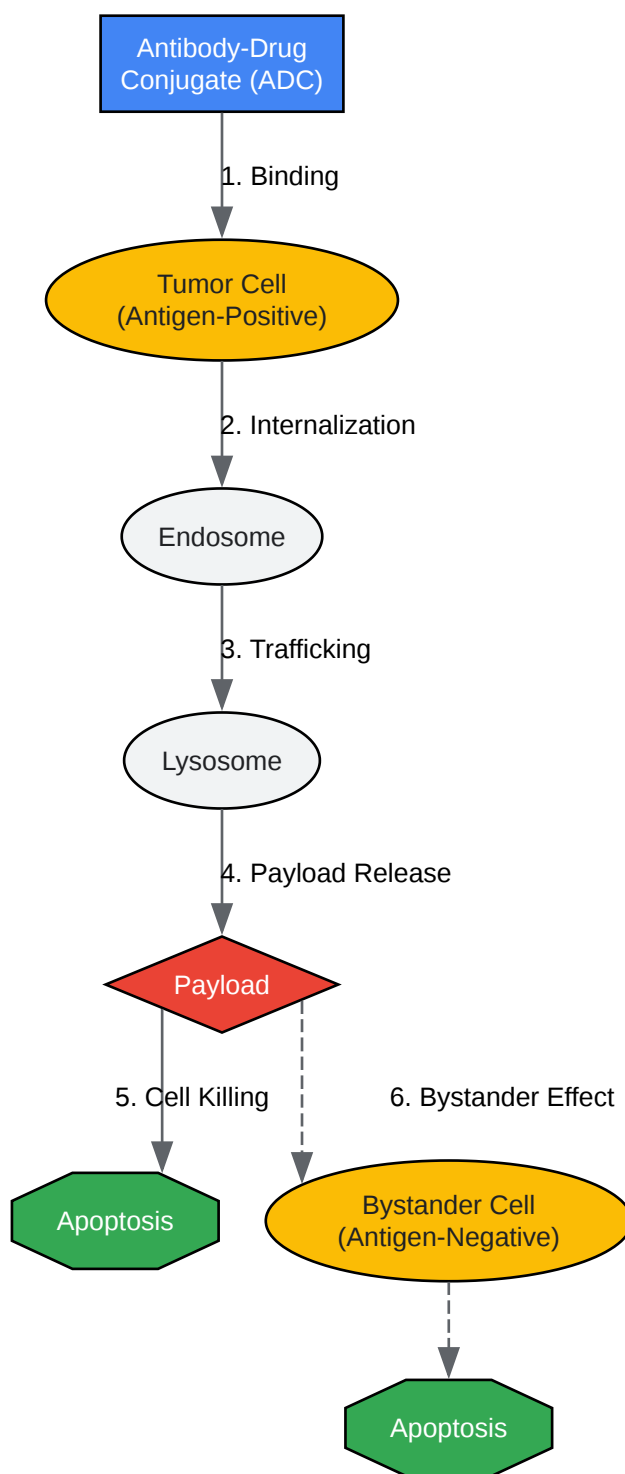 Antibody-Drug
Conjugate (ADC)
1. Binding
Tumor Cell
(Antigen-Positive)
2. Internalization
Endosome
3. Trafficking
Lysosome
4. Payload Release
Payload
5. Cell Killing
6. Bystander Effect
Apoptosis
Bystander Cell
(Antigen-Negative)
Apoptosis